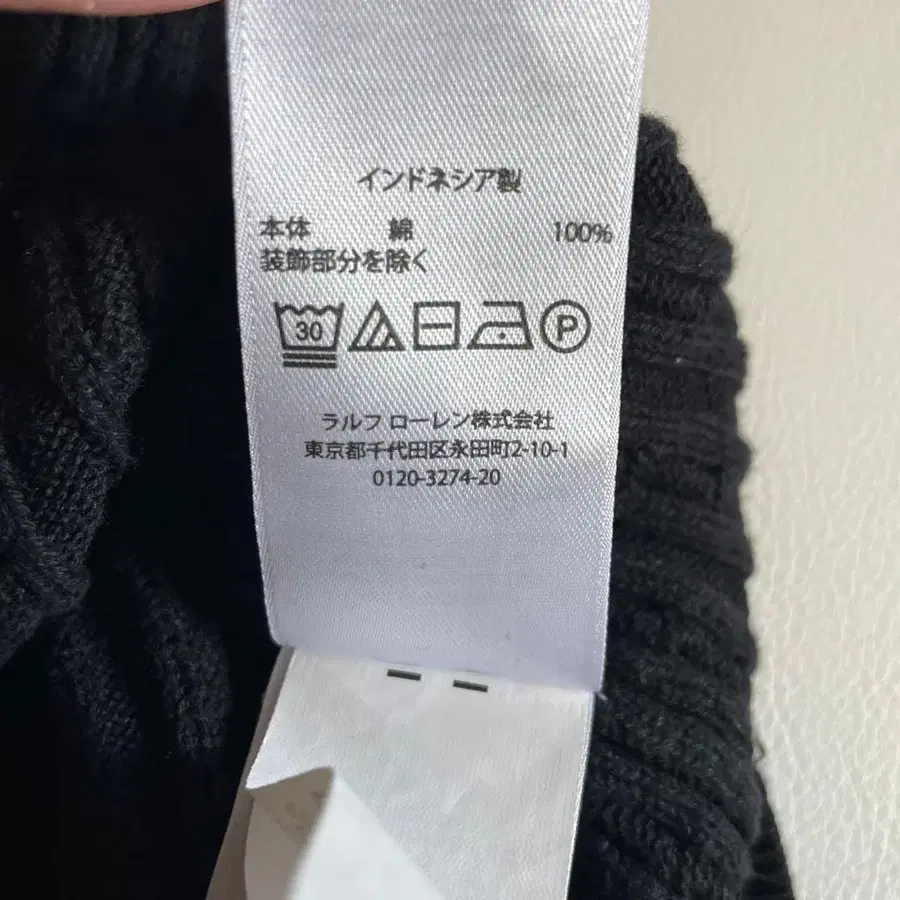 インドネシア製
本体 綿 100%
装飾部分を除く
30 P
ラルフ ローレン株式会社
東京都千代田区永田町2-10-1
0120-3274-20